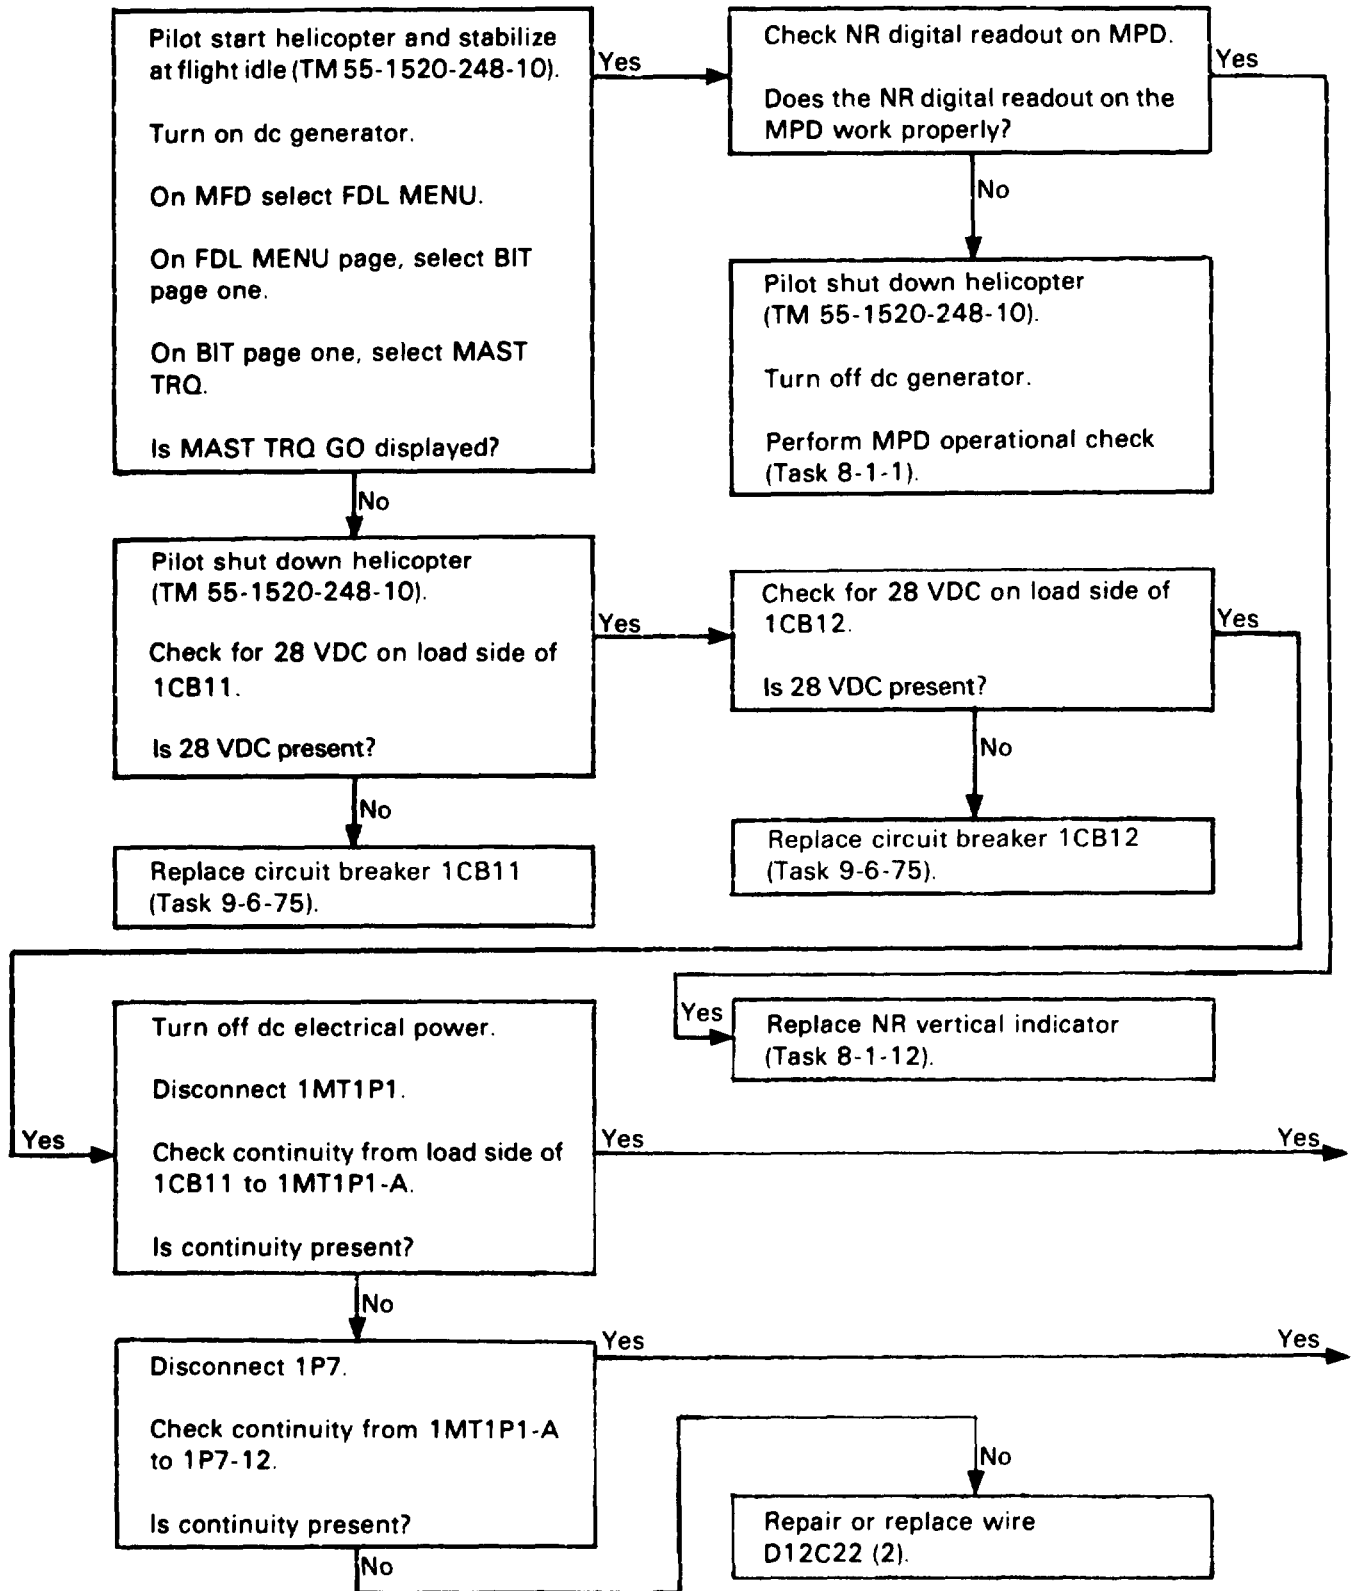 Pilot start helicopter and stabilize
at flight idle (TM 55-1520-248-10).
Turn on dc generator.
On MFD select FDL MENU.
On FDL MENU page, select BIT
page one.
On BIT page one, select MAST
TRQ.
Is MAST TRQ GO displayed?
Yes
Check NR digital readout on MPD.
Does the NR digital readout on the
MPD work properly?
Yes
No
Pilot shut down helicopter
(TM 55-1520-248-10).
Turn off dc generator.
Perform MPD operational check
(Task 8-1-1).
No
Pilot shut down helicopter
(TM 55-1520-248-10).
Check for 28 VDC on load side of
1CB11.
Is 28 VDC present?
Yes
Check for 28 VDC on load side of
1CB12.
Is 28 VDC present?
Yes
No
Replace circuit breaker 1CB12
(Task 9-6-75).
No
Replace circuit breaker 1CB11
(Task 9-6-75).
Yes
Replace NR vertical indicator
(Task 8-1-12).
Yes
Turn off dc electrical power.
Disconnect 1MT1P1.
Check continuity from load side of
1CB11 to 1MT1P1-A.
Is continuity present?
Yes
Yes
No
Disconnect 1P7.
Check continuity from 1MT1P1-A
to 1P7-12.
Is continuity present?
Yes
Yes
No
No
Repair or replace wire
D12C22 (2).